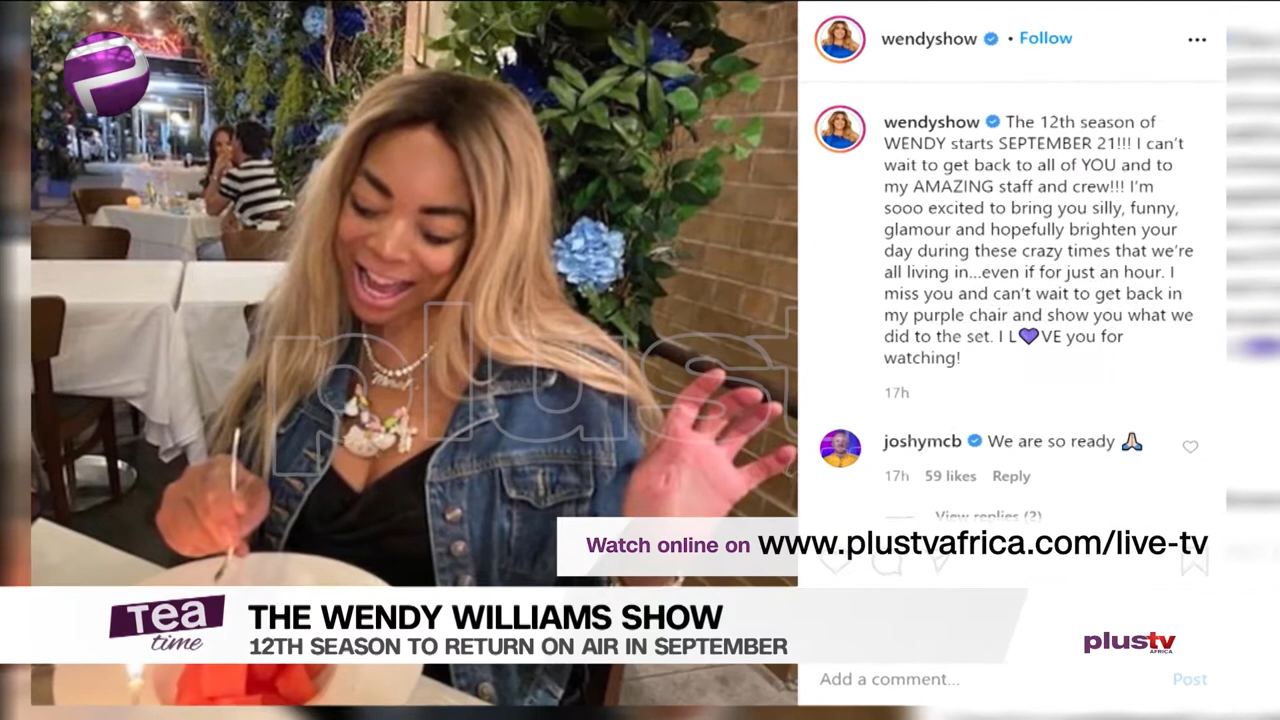 wendyshow • Follow
wendyshow The 12th season of
WENDY starts SEPTEMBER 21!!! I can't
wait to get back to all of YOU and to
my AMAZING staff and crew!!! I'm
sooo excited to bring you silly, funny,
glamour and hopefully brighten your
day during these crazy times that we're
all living in...even if for just an hour. I
miss you and can't wait to get back in
my purple chair and show you what we
did to the set. I L💜VE you for
watching!
17h
joshymcb We are so ready 🙏🏻
17h 59 likes Reply
View replies (2)
plust
Watch online on www.plustvafrica.com/live-tv
Tea
time
THE WENDY WILLIAMS SHOW
12TH SEASON TO RETURN ON AIR IN SEPTEMBER
plustv
AFRICA
Add a comment... Post